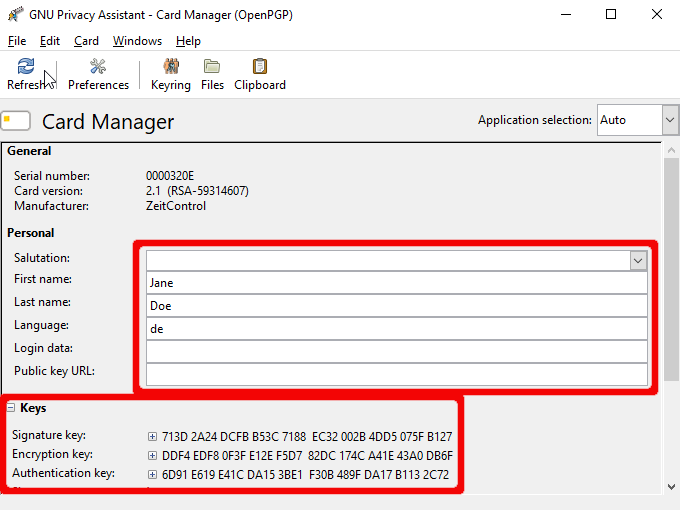 GNU Privacy Assistant - Card Manager (OpenPGP)
File Edit Card Windows Help
Refresh Preferences Keyring Files Clipboard
Card Manager Application selection: Auto
General
Serial number: 0000320E
Card version: 2.1 (RSA-59314607)
Manufacturer: ZeitControl
Personal
Salutation:
First name: Jane
Last name: Doe
Language: de
Login data:
Public key URL:
Keys
Signature key: 713D 2A24 DCFB B53C 7188 EC32 002B 4DD5 075F B127
Encryption key: DDF4 EDF8 0F3F E12E F5D7 82DC 174C A41E 43A0 DB6F
Authentication key: 6D91 E619 E41C DA15 3BE1 F30B 489F DA17 B113 2C72